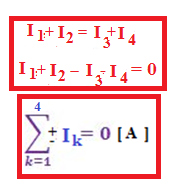 I1+ I2 = I3+I4
I1+ I2 − I3− I4 = 0
4
∑ ± Ik= 0 [A ]
k=1